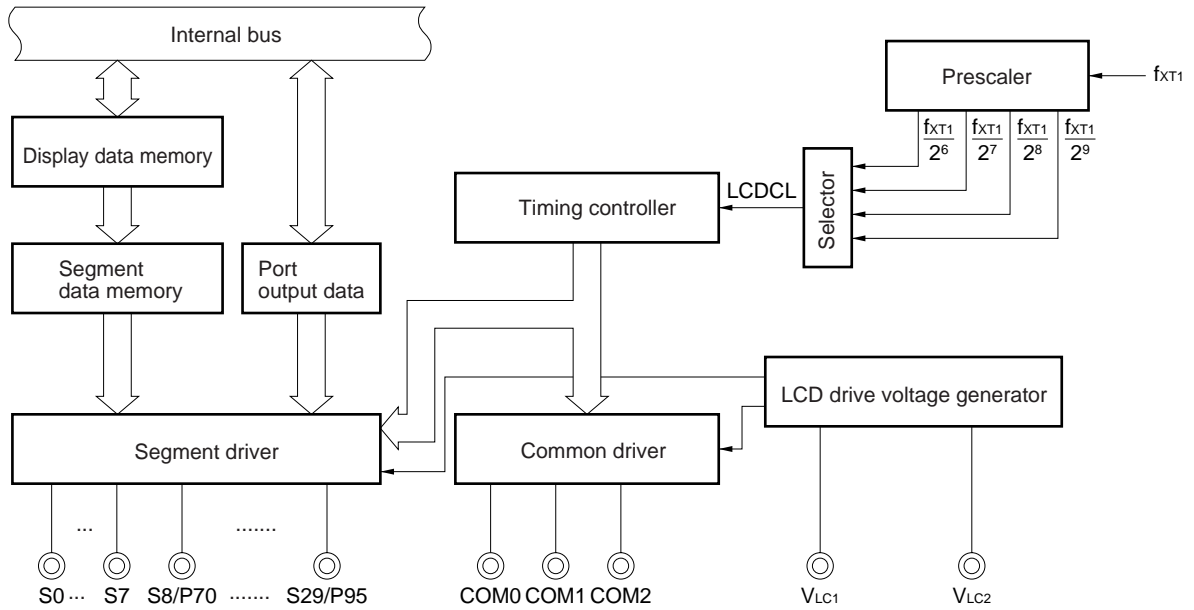 Internal bus
Prescaler
fXT1
fXT1/2⁶ fXT1/2⁷ fXT1/2⁸ fXT1/2⁹
Display data memory
LCDCL
Selector
Timing controller
Segment
data memory
Port
output data
LCD drive voltage generator
Segment driver
Common driver
... .......
S0 ... S7 S8/P70 ....... S29/P95 COM0 COM1 COM2 VLC1 VLC2